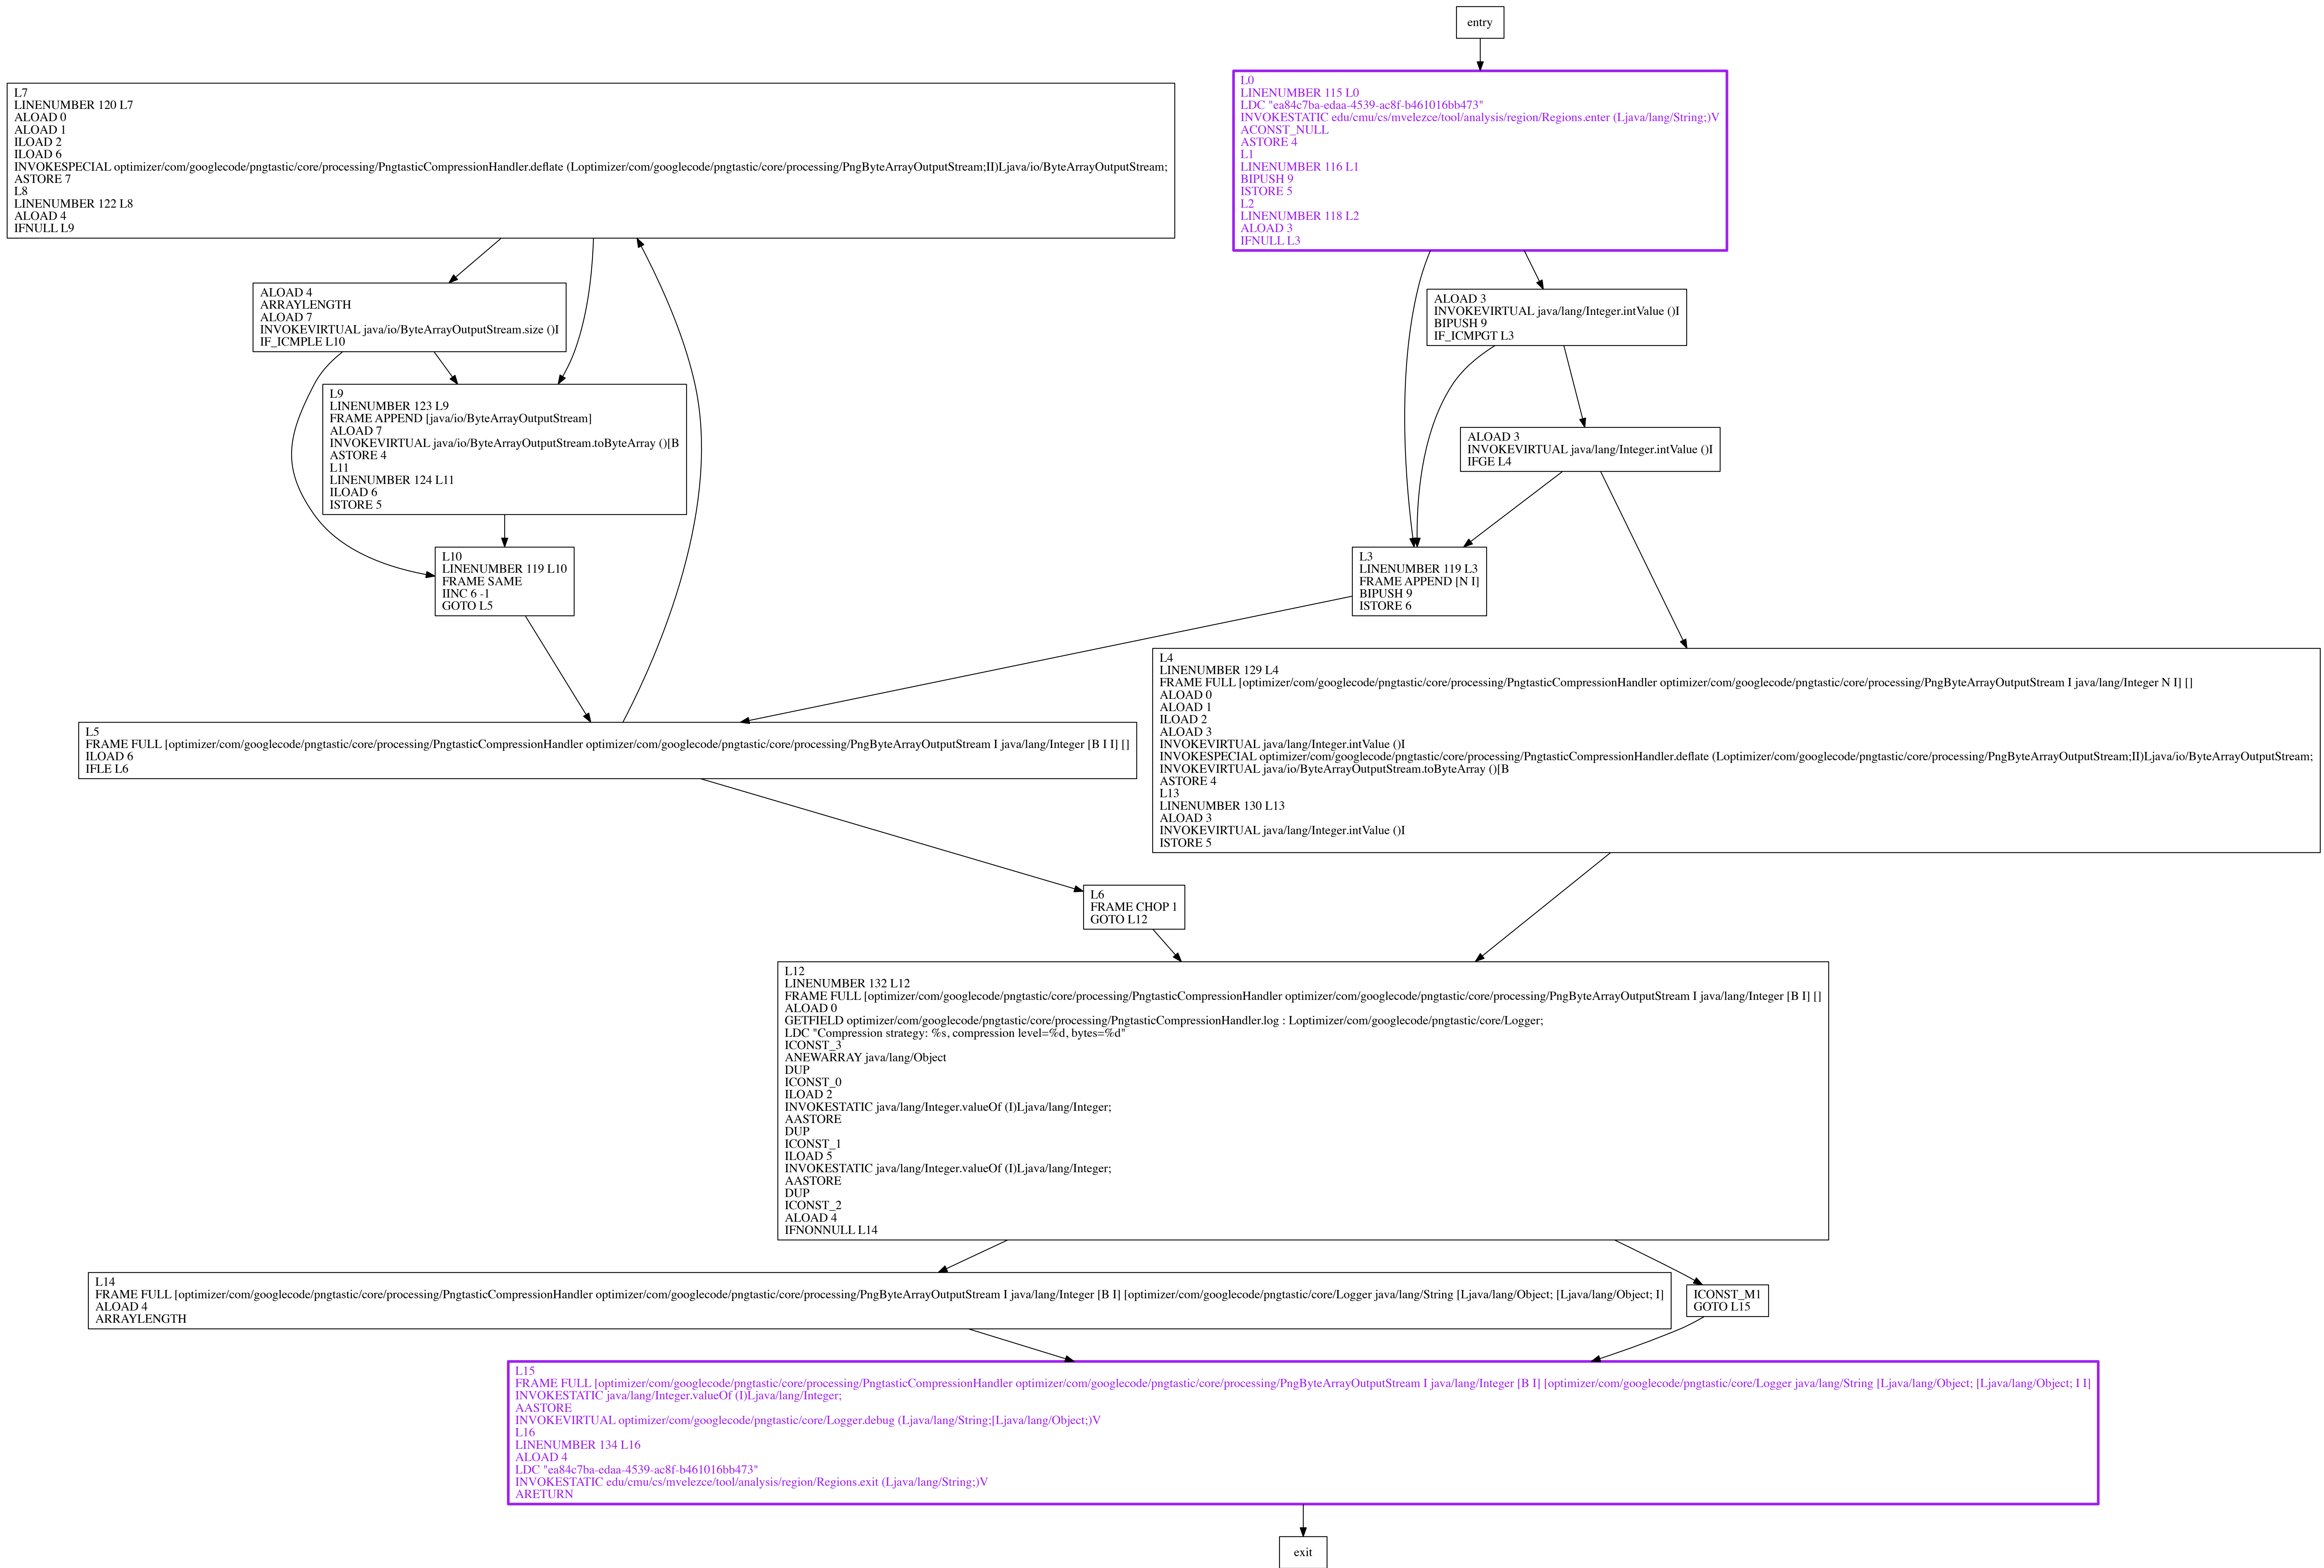 entry
L7
LINENUMBER 120 L7
ALOAD 0
ALOAD 1
ILOAD 2
ILOAD 6
INVOKESPECIAL optimizer/com/googlecode/pngtastic/core/processing/PngtasticCompressionHandler.deflate (Loptimizer/com/googlecode/pngtastic/core/processing/PngByteArrayOutputStream;II)Ljava/io/ByteArrayOutputStream;
ASTORE 7
L8
LINENUMBER 122 L8
ALOAD 4
IFNULL L9
L0
LINENUMBER 115 L0
LDC "ea84c7ba-edaa-4539-ac8f-b461016bb473"
INVOKESTATIC edu/cmu/cs/mvelezce/tool/analysis/region/Regions.enter (Ljava/lang/String;)V
ACONST_NULL
ASTORE 4
L1
LINENUMBER 116 L1
BIPUSH 9
ISTORE 5
L2
LINENUMBER 118 L2
ALOAD 3
IFNULL L3
ALOAD 4
ARRAYLENGTH
ALOAD 7
INVOKEVIRTUAL java/io/ByteArrayOutputStream.size ()I
IF_ICMPLE L10
ALOAD 3
INVOKEVIRTUAL java/lang/Integer.intValue ()I
BIPUSH 9
IF_ICMPGT L3
L9
LINENUMBER 123 L9
FRAME APPEND [java/io/ByteArrayOutputStream]
ALOAD 7
INVOKEVIRTUAL java/io/ByteArrayOutputStream.toByteArray ()[B
ASTORE 4
L11
LINENUMBER 124 L11
ILOAD 6
ISTORE 5
ALOAD 3
INVOKEVIRTUAL java/lang/Integer.intValue ()I
IFGE L4
L10
LINENUMBER 119 L10
FRAME SAME
IINC 6 -1
GOTO L5
L3
LINENUMBER 119 L3
FRAME APPEND [N I]
BIPUSH 9
ISTORE 6
L4
LINENUMBER 129 L4
FRAME FULL [optimizer/com/googlecode/pngtastic/core/processing/PngtasticCompressionHandler optimizer/com/googlecode/pngtastic/core/processing/PngByteArrayOutputStream I java/lang/Integer N I] []
ALOAD 0
ALOAD 1
ILOAD 2
ALOAD 3
INVOKEVIRTUAL java/lang/Integer.intValue ()I
INVOKESPECIAL optimizer/com/googlecode/pngtastic/core/processing/PngtasticCompressionHandler.deflate (Loptimizer/com/googlecode/pngtastic/core/processing/PngByteArrayOutputStream;II)Ljava/io/ByteArrayOutputStream;
INVOKEVIRTUAL java/io/ByteArrayOutputStream.toByteArray ()[B
ASTORE 4
L13
LINENUMBER 130 L13
ALOAD 3
INVOKEVIRTUAL java/lang/Integer.intValue ()I
ISTORE 5
L5
FRAME FULL [optimizer/com/googlecode/pngtastic/core/processing/PngtasticCompressionHandler optimizer/com/googlecode/pngtastic/core/processing/PngByteArrayOutputStream I java/lang/Integer [B I I] []
ILOAD 6
IFLE L6
L6
FRAME CHOP 1
GOTO L12
L12
LINENUMBER 132 L12
FRAME FULL [optimizer/com/googlecode/pngtastic/core/processing/PngtasticCompressionHandler optimizer/com/googlecode/pngtastic/core/processing/PngByteArrayOutputStream I java/lang/Integer [B I] []
ALOAD 0
GETFIELD optimizer/com/googlecode/pngtastic/core/processing/PngtasticCompressionHandler.log : Loptimizer/com/googlecode/pngtastic/core/Logger;
LDC "Compression strategy: %s, compression level=%d, bytes=%d"
ICONST_3
ANEWARRAY java/lang/Object
DUP
ICONST_0
ILOAD 2
INVOKESTATIC java/lang/Integer.valueOf (I)Ljava/lang/Integer;
AASTORE
DUP
ICONST_1
ILOAD 5
INVOKESTATIC java/lang/Integer.valueOf (I)Ljava/lang/Integer;
AASTORE
DUP
ICONST_2
ALOAD 4
IFNONNULL L14
L14
FRAME FULL [optimizer/com/googlecode/pngtastic/core/processing/PngtasticCompressionHandler optimizer/com/googlecode/pngtastic/core/processing/PngByteArrayOutputStream I java/lang/Integer [B I] [optimizer/com/googlecode/pngtastic/core/Logger java/lang/String [Ljava/lang/Object; [Ljava/lang/Object; I]
ALOAD 4
ARRAYLENGTH
ICONST_M1
GOTO L15
L15
FRAME FULL [optimizer/com/googlecode/pngtastic/core/processing/PngtasticCompressionHandler optimizer/com/googlecode/pngtastic/core/processing/PngByteArrayOutputStream I java/lang/Integer [B I] [optimizer/com/googlecode/pngtastic/core/Logger java/lang/String [Ljava/lang/Object; [Ljava/lang/Object; I I]
INVOKESTATIC java/lang/Integer.valueOf (I)Ljava/lang/Integer;
AASTORE
INVOKEVIRTUAL optimizer/com/googlecode/pngtastic/core/Logger.debug (Ljava/lang/String;[Ljava/lang/Object;)V
L16
LINENUMBER 134 L16
ALOAD 4
LDC "ea84c7ba-edaa-4539-ac8f-b461016bb473"
INVOKESTATIC edu/cmu/cs/mvelezce/tool/analysis/region/Regions.exit (Ljava/lang/String;)V
ARETURN
exit